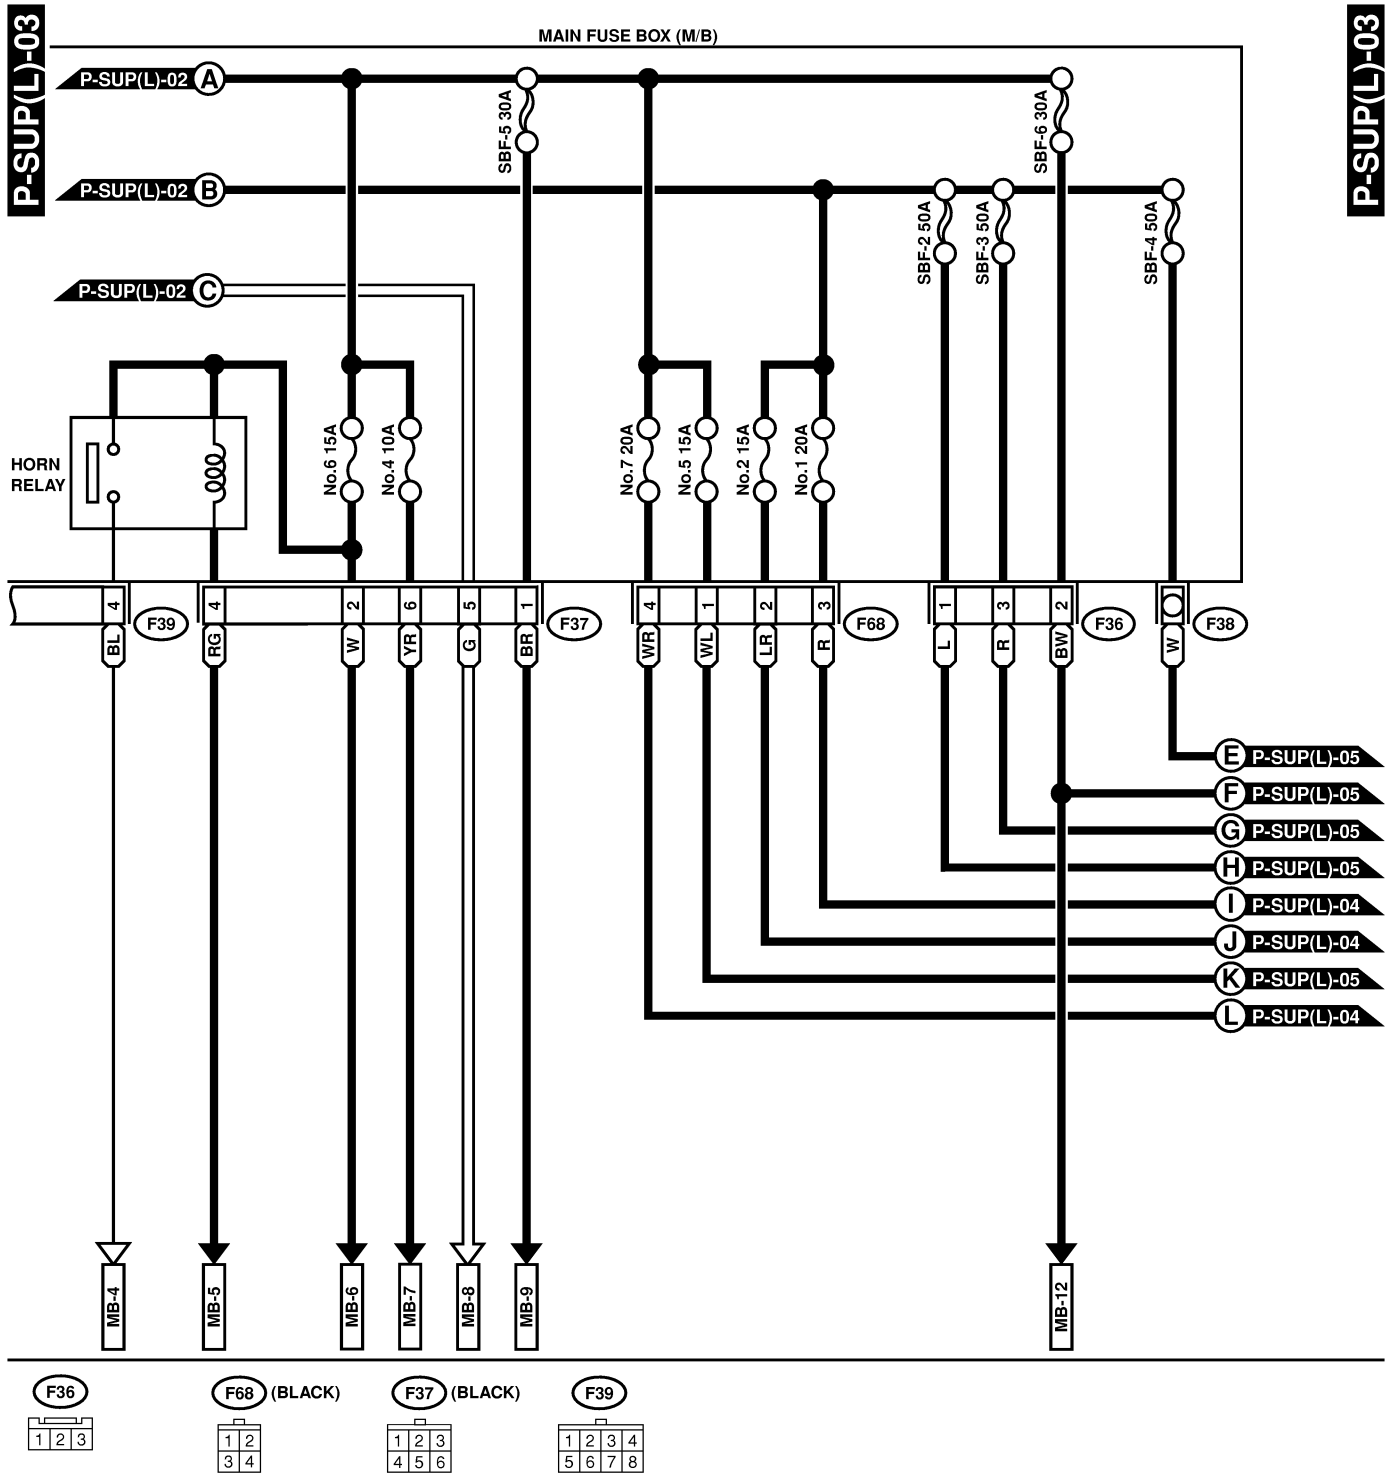 P-SUP(L)-03
P-SUP(L)-03
MAIN FUSE BOX (M/B)
P-SUP(L)-02 A
SBF-5 30A
SBF-6 30A
P-SUP(L)-02 B
SBF-2 50A
SBF-3 50A
SBF-4 50A
P-SUP(L)-02 C
HORN
RELAY
No.6 15A
No.4 10A
No.7 20A
No.5 15A
No.2 15A
No.1 20A
4
F39
4
2
6
5
1
F37
4
1
2
3
F68
1
3
2
F36
F38
BL
RG
W
YR
G
BR
WR
WL
LR
R
L
R
BW
W
E P-SUP(L)-05
F P-SUP(L)-05
G P-SUP(L)-05
H P-SUP(L)-05
I P-SUP(L)-04
J P-SUP(L)-04
K P-SUP(L)-05
L P-SUP(L)-04
MB-4
MB-5
MB-6
MB-7
MB-8
MB-9
MB-12
F36
1 2 3
F68 (BLACK)
1 2
3 4
F37 (BLACK)
1 2 3
4 5 6
F39
1 2 3 4
5 6 7 8